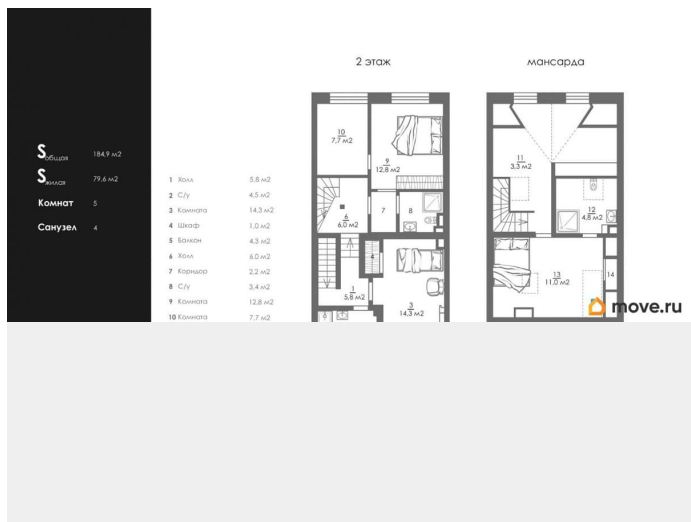 2 этаж
мансарда
Sобщая 184,9 м2
Sжилая 79,6 м2
Комнат 5
Санузел 4
1 Холл 5,8 м2
2 С/у 4,5 м2
3 Комната 14,3 м2
4 Шкаф 1,0 м2
5 Балкон 4,3 м2
6 Холл 6,0 м2
7 Коридор 2,2 м2
8 С/у 3,4 м2
9 Комната 12,8 м2
10 Комната 7,7 м2
10
7,7 м2
9
12,8 м2
6
6,0 м2
7
8
4
1
5,8 м2
3
14,3 м2
11
3,3 м2
12
4,8 м2
13
11,0 м2
14
move.ru